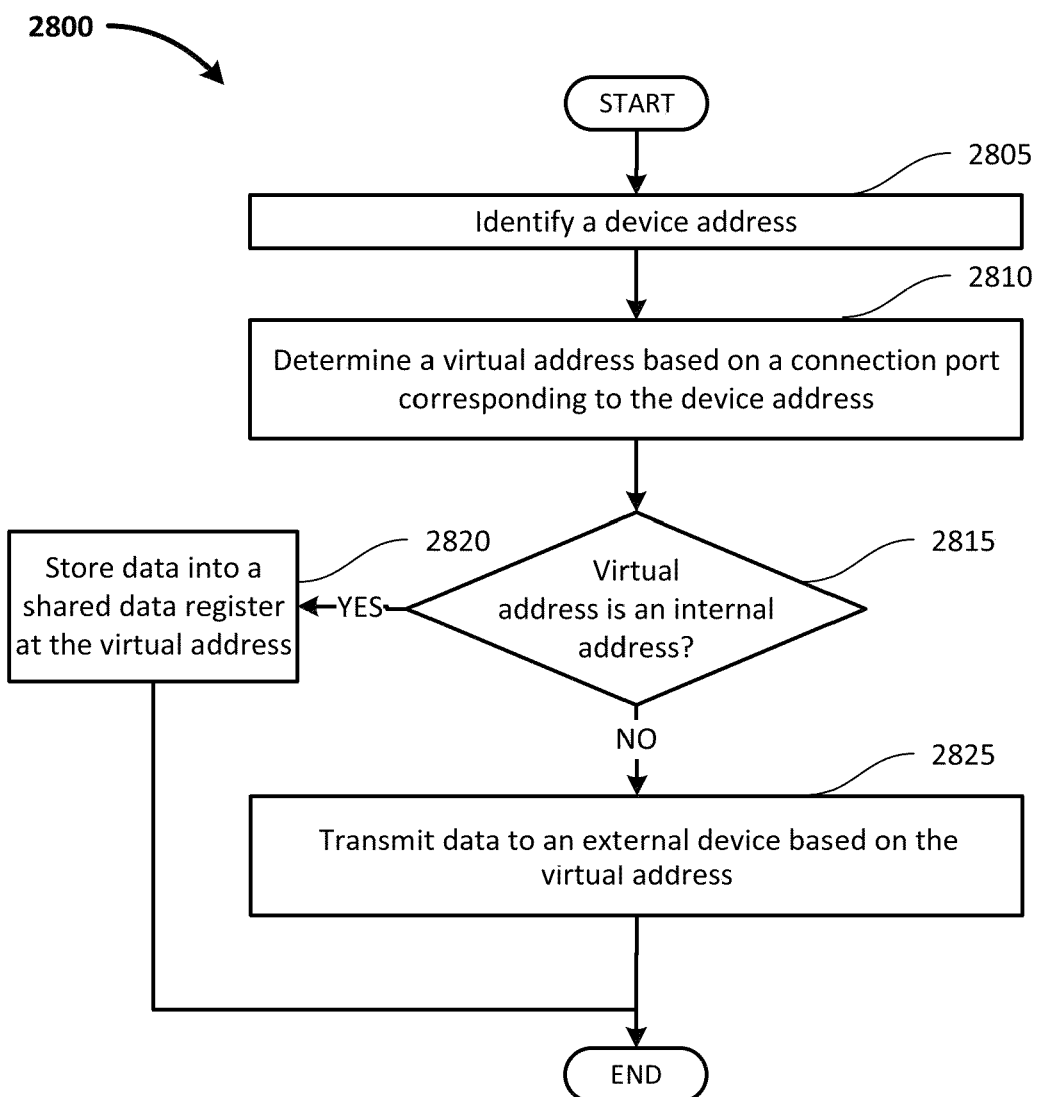 2800
START
2805
Identify a device address
2810
Determine a virtual address based on a connection port
corresponding to the device address
2815
Virtual
address is an internal
address?
2820
Store data into a
shared data register
at the virtual address
YES
NO
2825
Transmit data to an external device based on the
virtual address
END